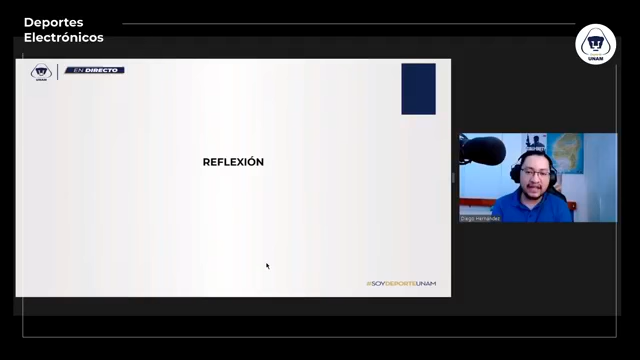 Deportes
Electrónicos
UNAM
UNAM
EN DIRECTO
REFLEXIÓN
Diego Hernández
#SOYDEPORTEUNAM